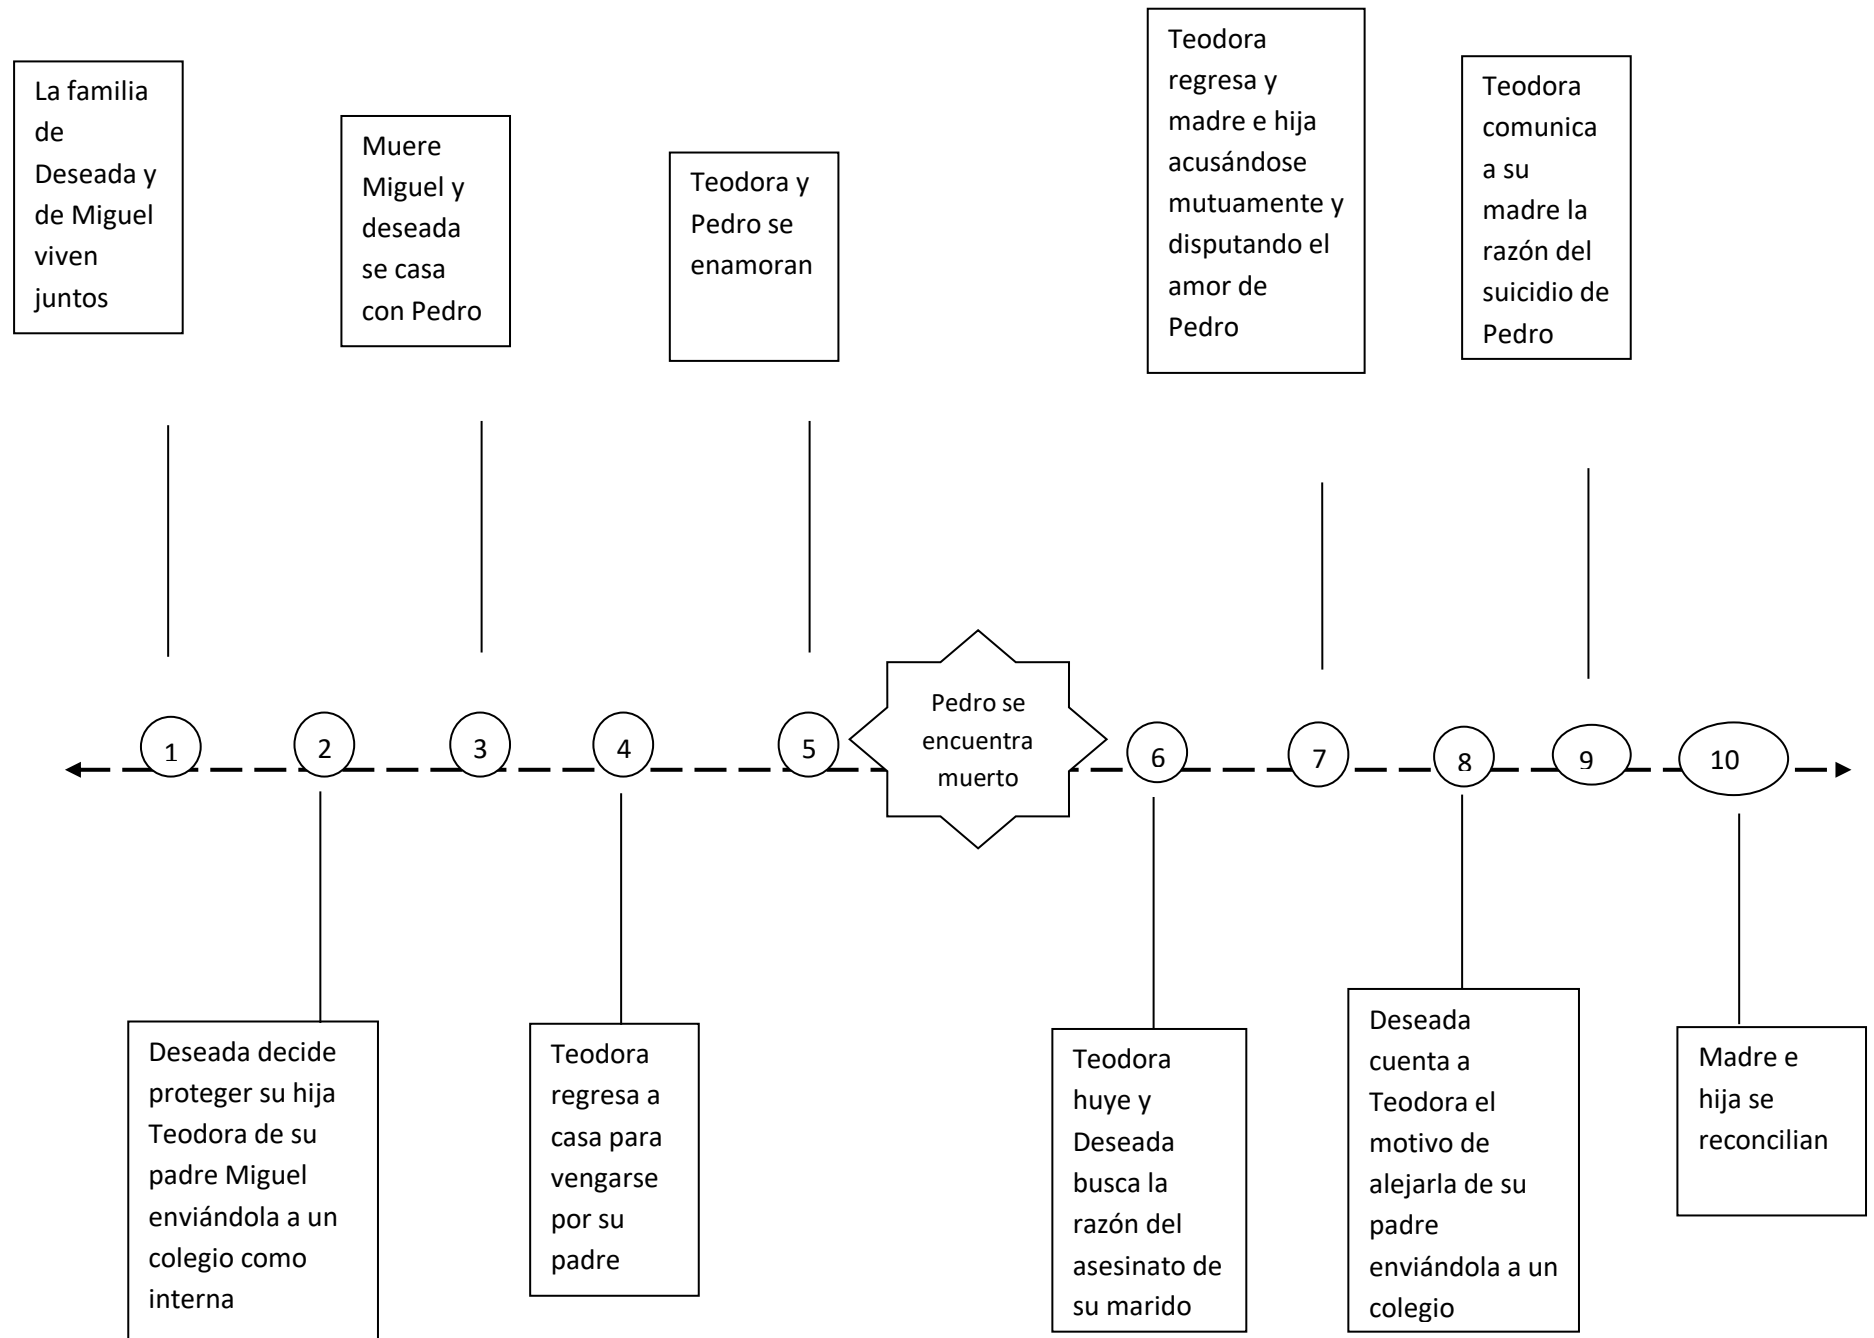 La familia
de
Deseada y
de Miguel
viven
juntos
Muere
Miguel y
deseada
se casa
con Pedro
Teodora y
Pedro se
enamoran
Teodora
regresa y
madre e hija
acusándose
mutuamente y
disputando el
amor de
Pedro
Teodora
comunica
a su
madre la
razón del
suicidio de
Pedro
1
2
3
4
5
Pedro se
encuentra
muerto
6
7
8
9
10
Deseada decide
proteger su hija
Teodora de su
padre Miguel
enviándola a un
colegio como
interna
Teodora
regresa a
casa para
vengarse
por su
padre
Teodora
huye y
Deseada
busca la
razón del
asesinato de
su marido
Deseada
cuenta a
Teodora el
motivo de
alejarla de su
padre
enviándola a un
colegio
Madre e
hija se
reconcilian